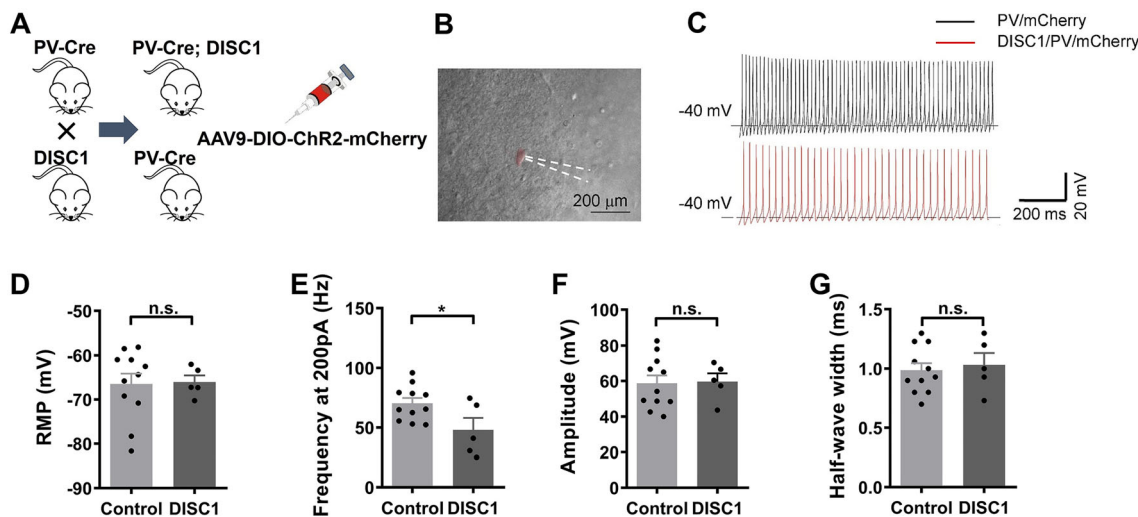 A
PV-Cre
PV-Cre; DISC1
×
DISC1
PV-Cre
AAV9-DIO-ChR2-mCherry
B
200 μm
C
PV/mCherry
DISC1/PV/mCherry
-40 mV
-40 mV
200 ms
20 mV
D
n.s.
RMP (mV)
-50
-60
-70
-80
-90
Control DISC1
E
*
Frequency at 200pA (Hz)
150
100
50
0
Control DISC1
F
n.s.
Amplitude (mV)
100
80
60
40
20
0
Control DISC1
G
n.s.
Half-wave width (ms)
1.5
1.0
0.5
0.0
Control DISC1